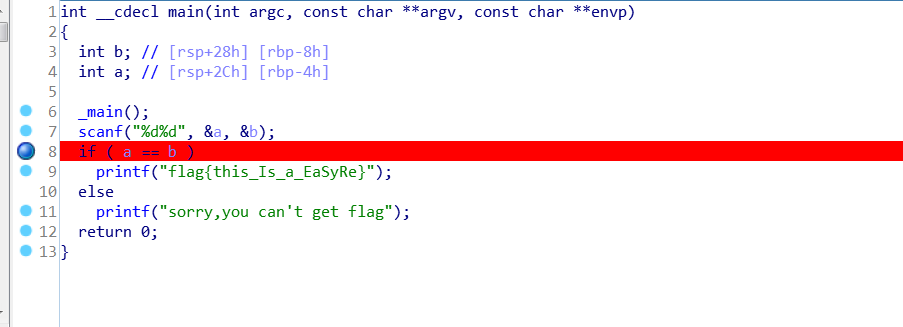 1 int __cdecl main(int argc, const char **argv, const char **envp)
2 {
3   int b; // [rsp+28h] [rbp-8h]
4   int a; // [rsp+2Ch] [rbp-4h]
5
6   _main();
7   scanf("%d%d", &a, &b);
8   if ( a == b )
9     printf("flag{this_Is_a_EaSyRe}");
10   else
11     printf("sorry,you can't get flag");
12   return 0;
13 }